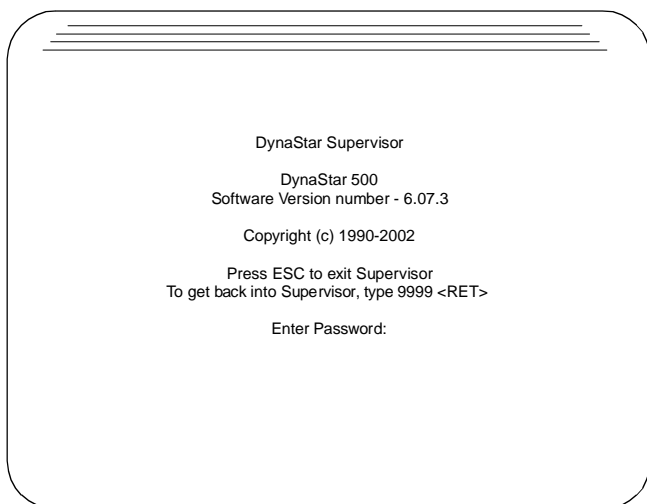 DynaStar Supervisor
DynaStar 500
Software Version number - 6.07.3
Copyright (c) 1990-2002
Press ESC to exit Supervisor
To get back into Supervisor, type 9999 <RET>
Enter Password: